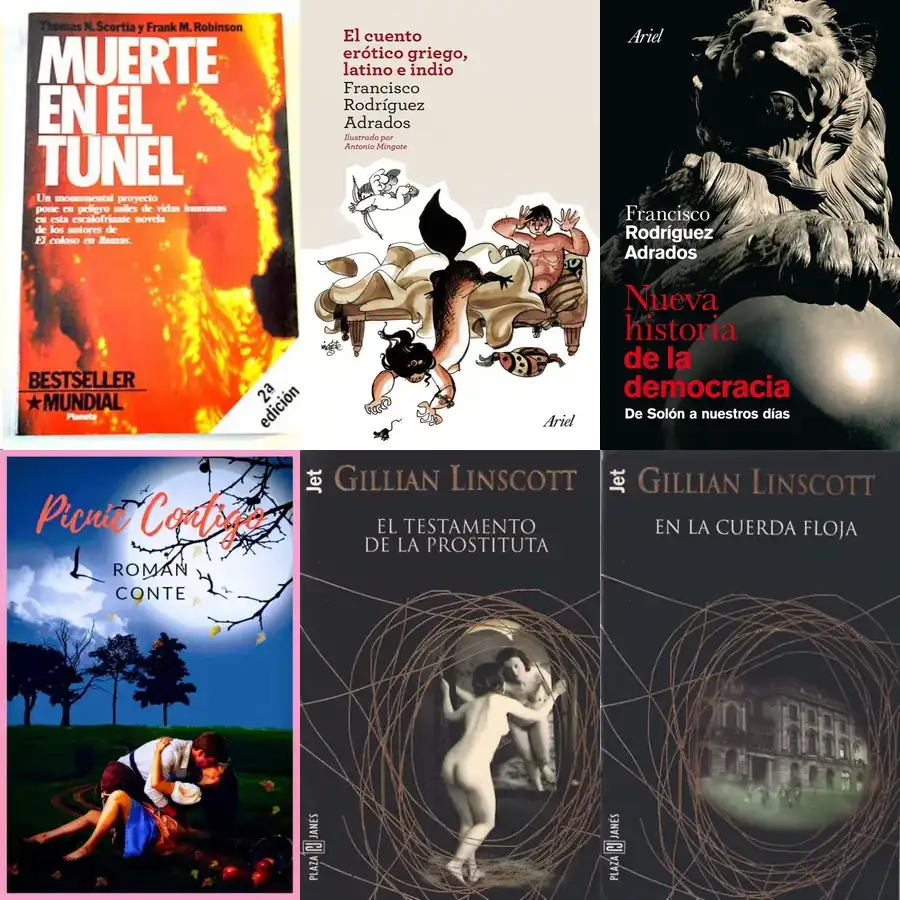 Thomas N. Scortia y Frank M. Robinson
MUERTE
EN EL
TUNEL
Un monumental proyecto
pone en peligro miles de vidas humanas
en esta escalofriante novela
de los autores de
El coloso en llamas.
BESTSELLER
★MUNDIAL
Planeta
2ª
edición
El cuento
erótico griego,
latino e indio
Francisco
Rodríguez
Adrados
Ilustrado por
Antonio Mingote
mingote
Ariel
Ariel
Francisco
Rodríguez
Adrados
Nueva
historia
de la
democracia
De Solón a nuestros días
Picnic Contigo
ROMAN
CONTE
Jet
GILLIAN LINSCOTT
EL TESTAMENTO
DE LA PROSTITUTA
PLAZA JANÉS
Jet
GILLIAN LINSCOTT
EN LA CUERDA FLOJA
PLAZA JANÉS